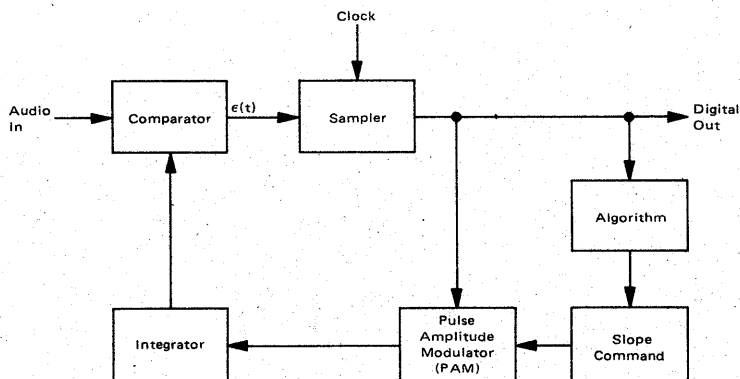 Clock
Audio
In
Comparator
ϵ(t)
Sampler
Digital
Out
Algorithm
Integrator
Pulse
Amplitude
Modulator
(PAM)
Slope
Command